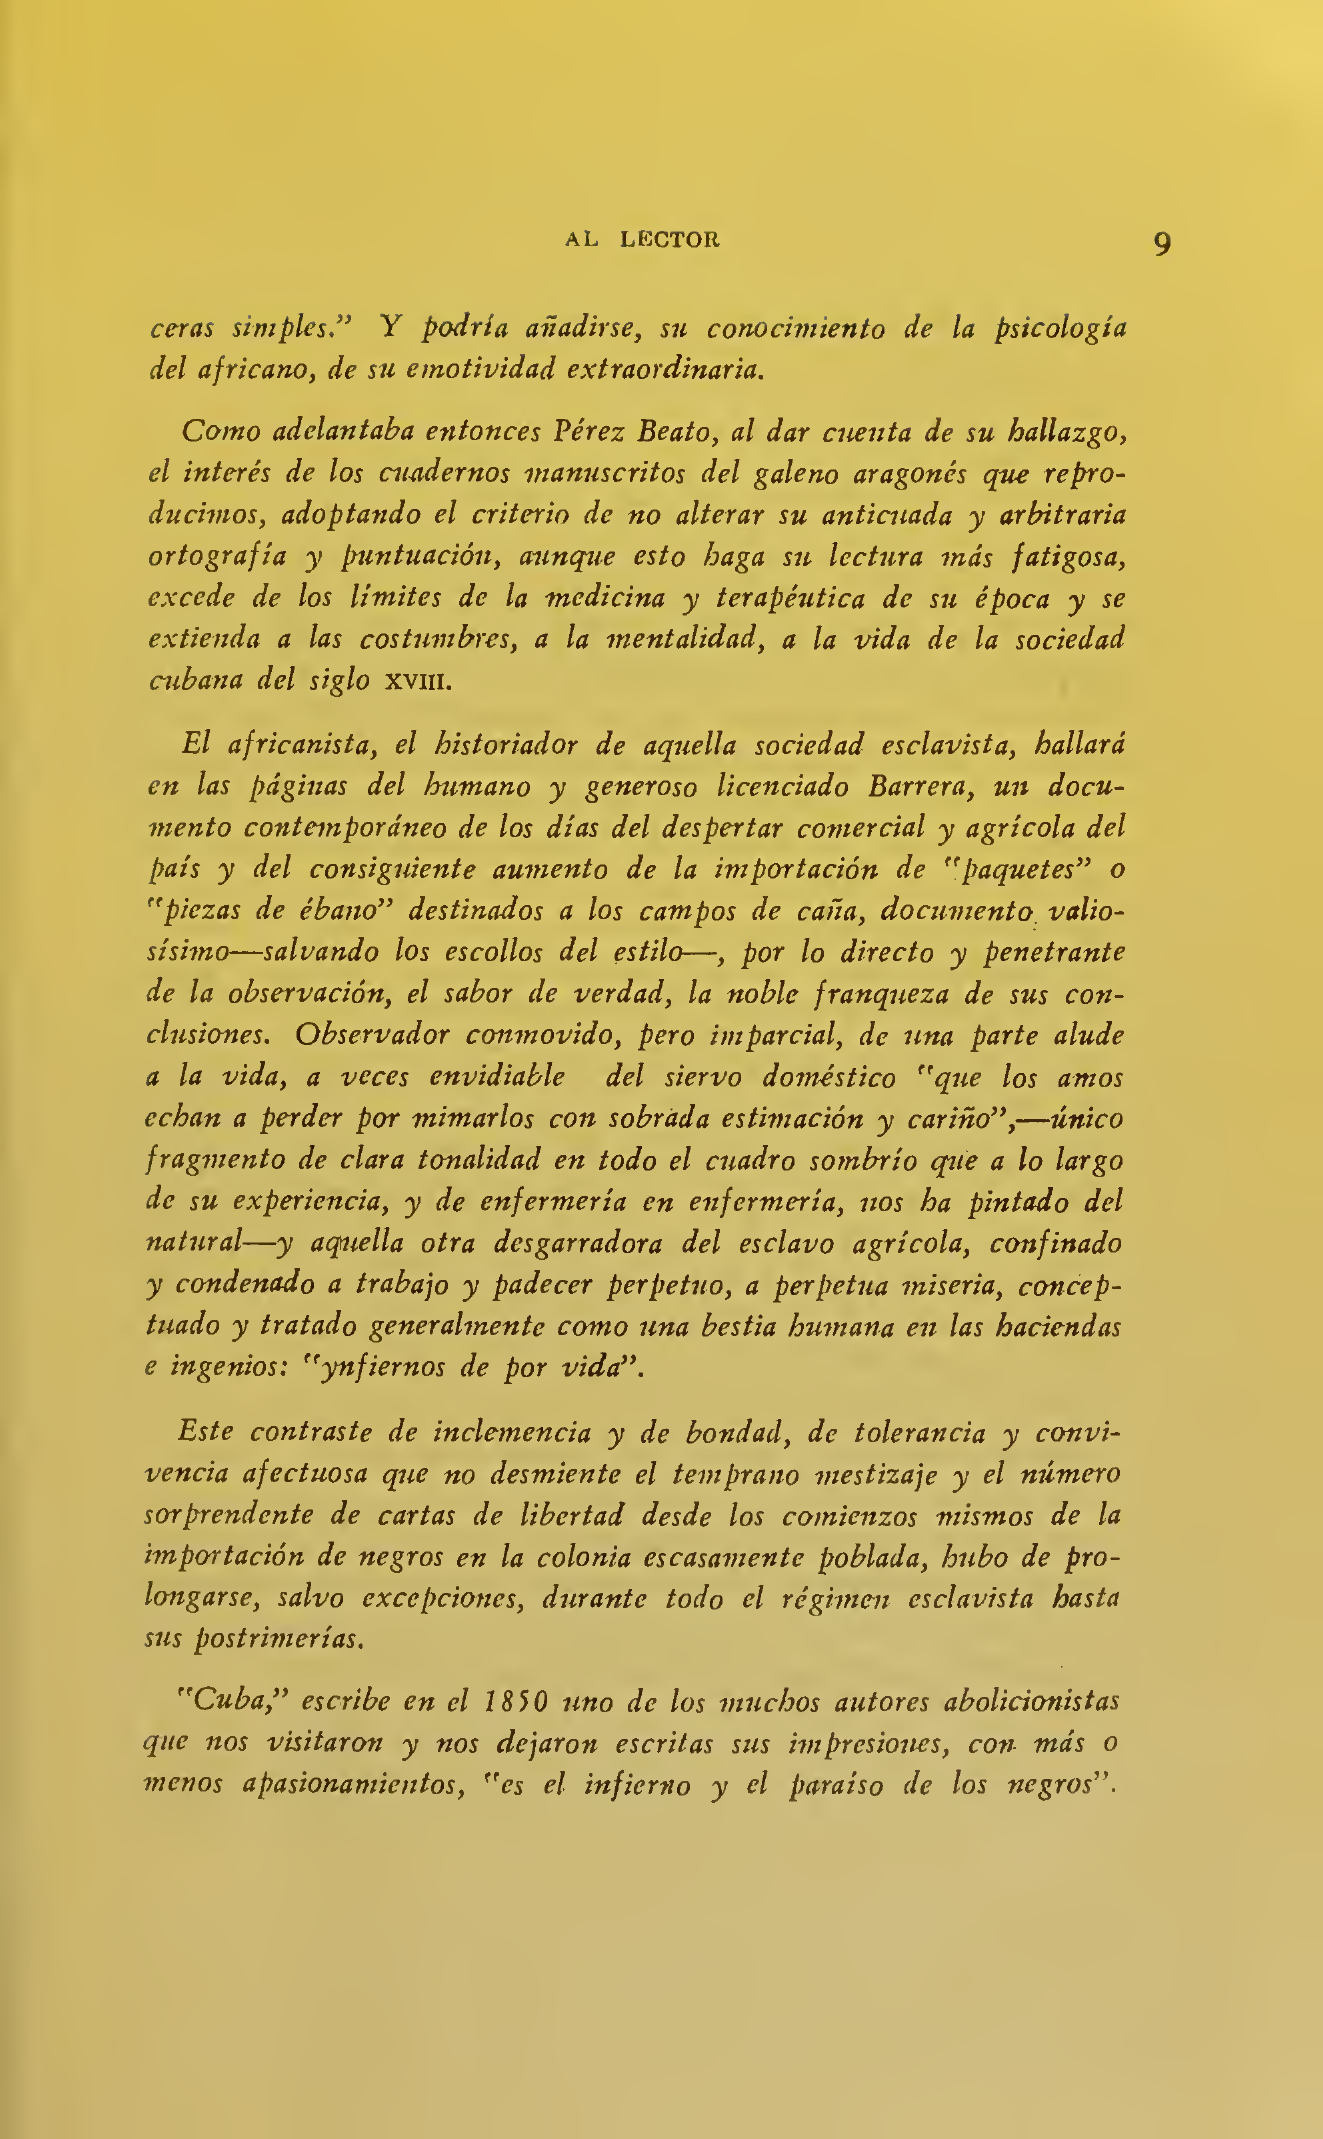 AL LECTOR 9
ceras simples." Y podría añadirse, su conocimiento de la psicología
del africano, de su emotividad extraordinaria.
Como adelantaba entonces Pérez Beato, al dar cuenta de su hallazgo,
el interés de los cuadernos manuscritos del galeno aragonés que repro-
ducimos, adoptando el criterio de no alterar su anticuada y arbitraria
ortografía y puntuación, aunque esto haga su lectura más fatigosa,
excede de los límites de la medicina y terapéutica de su época y se
extienda a las costumbres, a la mentalidad, a la vida de la sociedad
cubana del siglo XVIII.
El africanista, el historiador de aquella sociedad esclavista, hallará
en las páginas del humano y generoso licenciado Barrera, un docu-
mento contemporáneo de los días del despertar comercial y agrícola del
país y del consiguiente aumento de la importación de "paquetes" o
"piezas de ébano" destinados a los campos de caña, documento valio-
sísimo—salvando los escollos del estilo—, por lo directo y penetrante
de la observación, el sabor de verdad, la noble franqueza de sus con-
clusiones. Observador conmovido, pero imparcial, de una parte alude
a la vida, a veces envidiable del siervo doméstico "que los amos
echan a perder por mimarlos con sobrada estimación y cariño",—único
fragmento de clara tonalidad en todo el cuadro sombrío que a lo largo
de su experiencia, y de enfermería en enfermería, nos ha pintado del
natural—y aquella otra desgarradora del esclavo agrícola, confinado
y condenado a trabajo y padecer perpetuo, a perpetua miseria, concep-
tuado y tratado generalmente como una bestia humana en las haciendas
e ingenios: "ynfiernos de por vida".
Este contraste de inclemencia y de bondad, de tolerancia y convi-
vencia afectuosa que no desmiente el temprano mestizaje y el número
sorprendente de cartas de libertad desde los comienzos mismos de la
importación de negros en la colonia escasamente poblada, hubo de pro-
longarse, salvo excepciones, durante todo el régimen esclavista hasta
sus postrimerías.
"Cuba," escribe en el 1850 uno de los muchos autores abolicionistas
que nos visitaron y nos dejaron escritas sus impresiones, con más o
menos apasionamientos, "es el infierno y el paraíso de los negros".